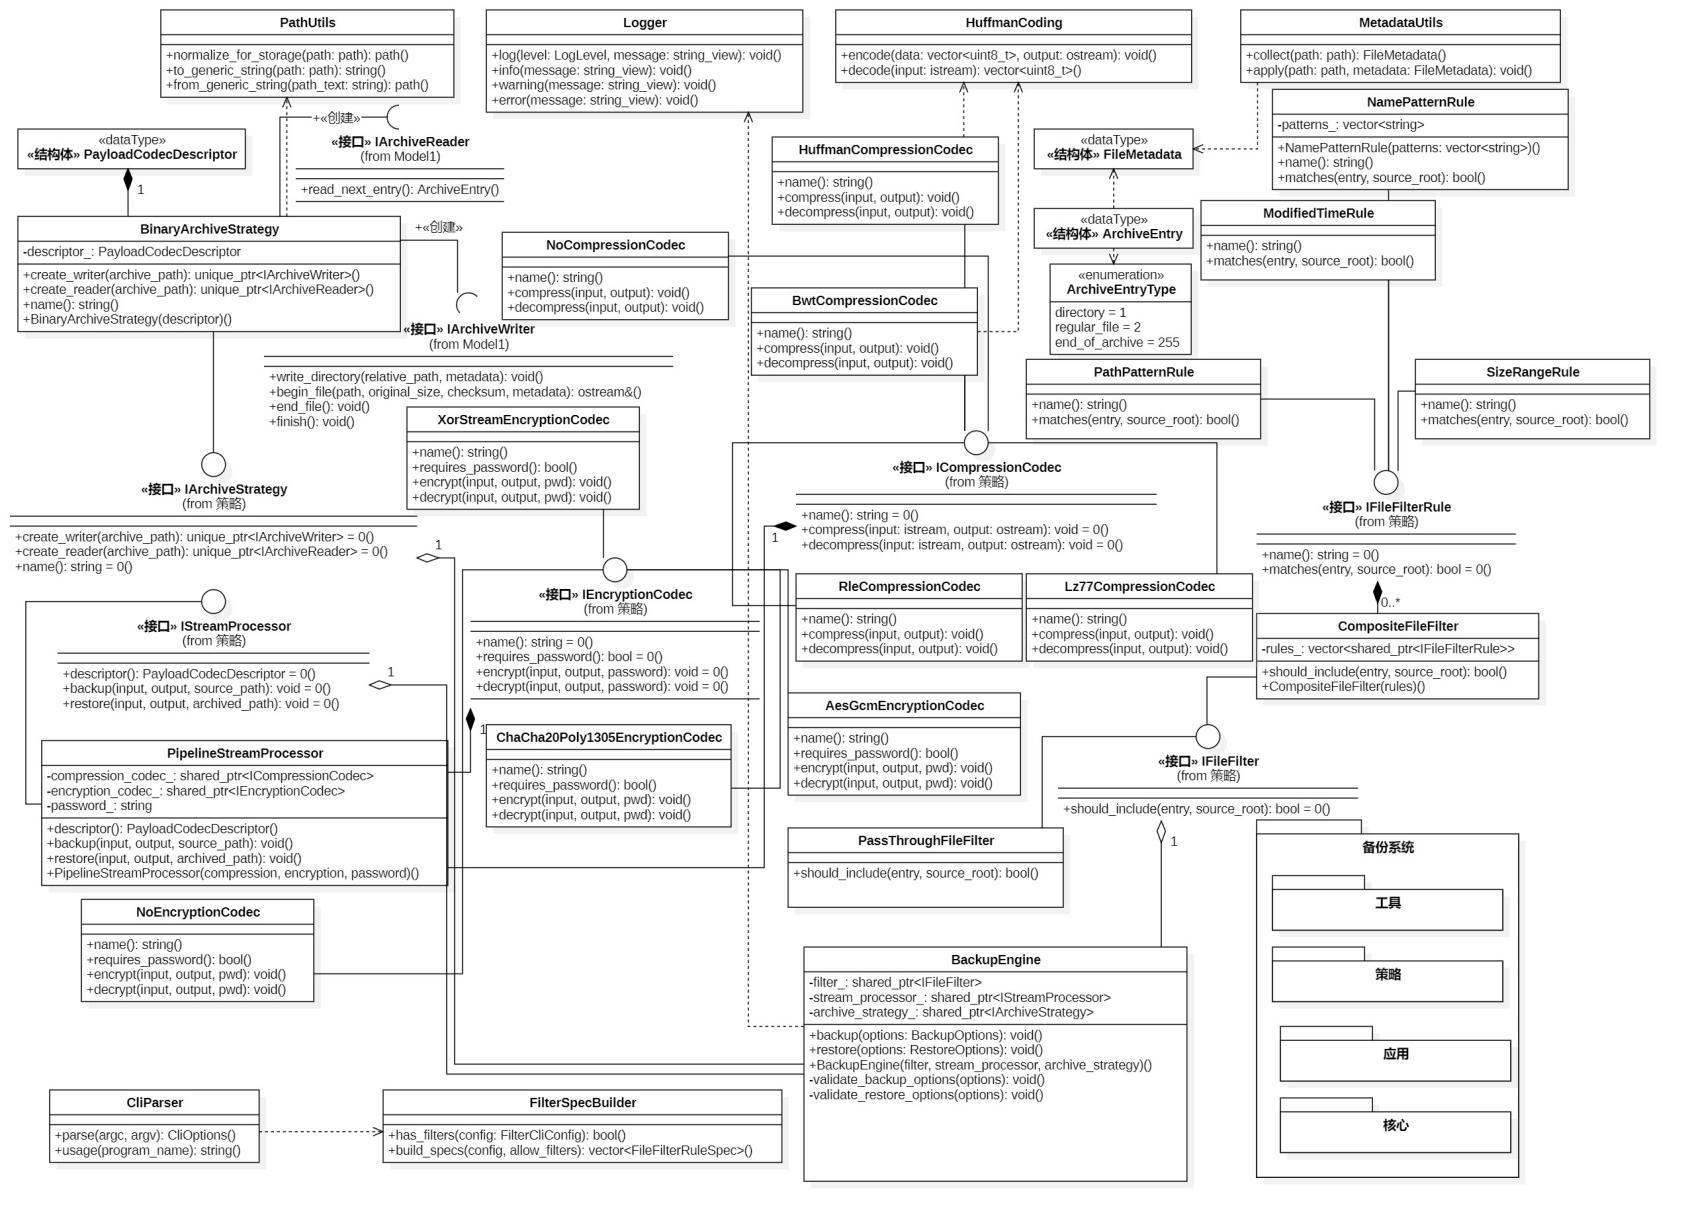 PathUtils
+normalize_for_storage(path: path): path()
+to_generic_string(path: path): string()
+from_generic_string(path_text: string): path()
Logger
+log(level: LogLevel, message: string_view): void()
+info(message: string_view): void()
+warning(message: string_view): void()
+error(message: string_view): void()
HuffmanCoding
+encode(data: vector<uint8_t>, output: ostream): void()
+decode(input: istream): vector<uint8_t>()
MetadataUtils
+collect(path: path): FileMetadata()
+apply(path: path, metadata: FileMetadata): void()
NamePatternRule
-patterns_: vector<string>
+NamePatternRule(patterns: vector<string>)()
+name(): string()
+matches(entry, source_root): bool()
+«创建»
«接口» IArchiveReader
(from Model1)
+read_next_entry(): ArchiveEntry()
«dataType»
«结构体» PayloadCodecDescriptor
1
HuffmanCompressionCodec
+name(): string()
+compress(input, output): void()
+decompress(input, output): void()
«dataType»
«结构体» FileMetadata
«dataType»
«结构体» ArchiveEntry
ModifiedTimeRule
+name(): string()
+matches(entry, source_root): bool()
BinaryArchiveStrategy
-descriptor_: PayloadCodecDescriptor
+create_writer(archive_path): unique_ptr<IArchiveWriter>()
+create_reader(archive_path): unique_ptr<IArchiveReader>()
+name(): string()
+BinaryArchiveStrategy(descriptor)()
+«创建»
«接口» IArchiveWriter
(from Model1)
+write_directory(relative_path, metadata): void()
+begin_file(path, original_size, checksum, metadata): ostream&()
+end_file(): void()
+finish(): void()
NoCompressionCodec
+name(): string()
+compress(input, output): void()
+decompress(input, output): void()
BwtCompressionCodec
+name(): string()
+compress(input, output): void()
+decompress(input, output): void()
«enumeration»
ArchiveEntryType
directory = 1
regular_file = 2
end_of_archive = 255
PathPatternRule
+name(): string()
+matches(entry, source_root): bool()
SizeRangeRule
+name(): string()
+matches(entry, source_root): bool()
XorStreamEncryptionCodec
+name(): string()
+requires_password(): bool()
+encrypt(input, output, pwd): void()
+decrypt(input, output, pwd): void()
«接口» IArchiveStrategy
(from 策略)
+create_writer(archive_path): unique_ptr<IArchiveWriter> = 0()
+create_reader(archive_path): unique_ptr<IArchiveReader> = 0()
+name(): string = 0()
1
«接口» ICompressionCodec
(from 策略)
+name(): string = 0()
+compress(input: istream, output: ostream): void = 0()
+decompress(input: istream, output: ostream): void = 0()
1
«接口» IFileFilterRule
(from 策略)
+name(): string = 0()
+matches(entry, source_root): bool = 0()
0..*
«接口» IStreamProcessor
(from 策略)
+descriptor(): PayloadCodecDescriptor = 0()
+backup(input, output, source_path): void = 0()
+restore(input, output, archived_path): void = 0()
1
«接口» IEncryptionCodec
(from 策略)
+name(): string = 0()
+requires_password(): bool = 0()
+encrypt(input, output, password): void = 0()
+decrypt(input, output, password): void = 0()
1
RleCompressionCodec
+name(): string()
+compress(input, output): void()
+decompress(input, output): void()
Lz77CompressionCodec
+name(): string()
+compress(input, output): void()
+decompress(input, output): void()
CompositeFileFilter
-rules_: vector<shared_ptr<IFileFilterRule>>
+should_include(entry, source_root): bool()
+CompositeFileFilter(rules)()
PipelineStreamProcessor
-compression_codec_: shared_ptr<ICompressionCodec>
-encryption_codec_: shared_ptr<IEncryptionCodec>
-password_: string
+descriptor(): PayloadCodecDescriptor()
+backup(input, output, source_path): void()
+restore(input, output, archived_path): void()
+PipelineStreamProcessor(compression, encryption, password)()
ChaCha20Poly1305EncryptionCodec
+name(): string()
+requires_password(): bool()
+encrypt(input, output, pwd): void()
+decrypt(input, output, pwd): void()
AesGcmEncryptionCodec
+name(): string()
+requires_password(): bool()
+encrypt(input, output, pwd): void()
+decrypt(input, output, pwd): void()
«接口» IFileFilter
(from 策略)
+should_include(entry, source_root): bool = 0()
1
PassThroughFileFilter
+should_include(entry, source_root): bool()
备份系统
工具
策略
应用
核心
NoEncryptionCodec
+name(): string()
+requires_password(): bool()
+encrypt(input, output, pwd): void()
+decrypt(input, output, pwd): void()
BackupEngine
-filter_: shared_ptr<IFileFilter>
-stream_processor_: shared_ptr<IStreamProcessor>
-archive_strategy_: shared_ptr<IArchiveStrategy>
+backup(options: BackupOptions): void()
+restore(options: RestoreOptions): void()
+BackupEngine(filter, stream_processor, archive_strategy)()
-validate_backup_options(options): void()
-validate_restore_options(options): void()
CliParser
+parse(argc, argv): CliOptions()
+usage(program_name): string()
FilterSpecBuilder
+has_filters(config: FilterCliConfig): bool()
+build_specs(config, allow_filters): vector<FileFilterRuleSpec>()